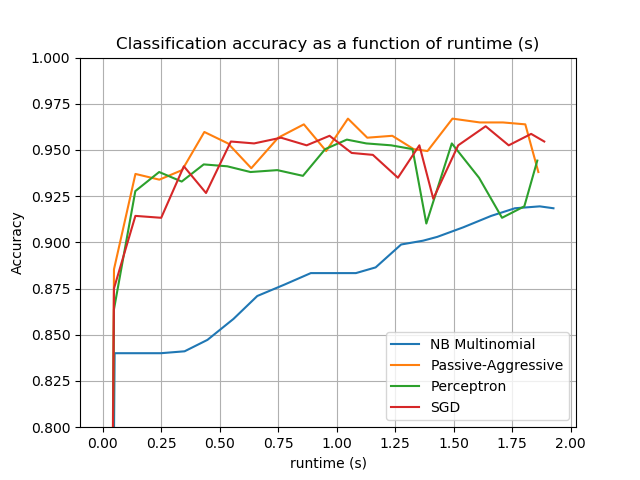 Classification accuracy as a function of runtime (s)
1.000
0.975
0.950
0.925
0.900
0.875
0.850
0.825
0.800
Accuracy
NB Multinomial
Passive-Aggressive
Perceptron
SGD
0.00 0.25 0.50 0.75 1.00 1.25 1.50 1.75 2.00
runtime (s)